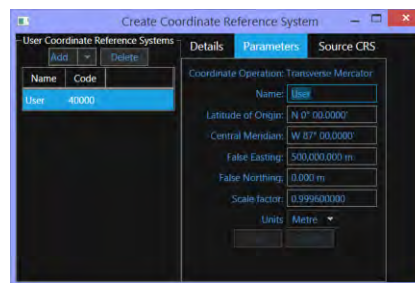 Create Coordinate Reference System
User Coordinate Reference Systems
Add Delete
Name Code
User 40000
Details Parameters Source CRS
Coordinate Operation: Transverse Mercator
Name: User
Latitude of Origin: N 0° 00.0000'
Central Meridian: W 87° 00.0000'
False Easting: 500,000.000 m
False Northing: 0.000 m
Scale factor: 0.999600000
Units Metre